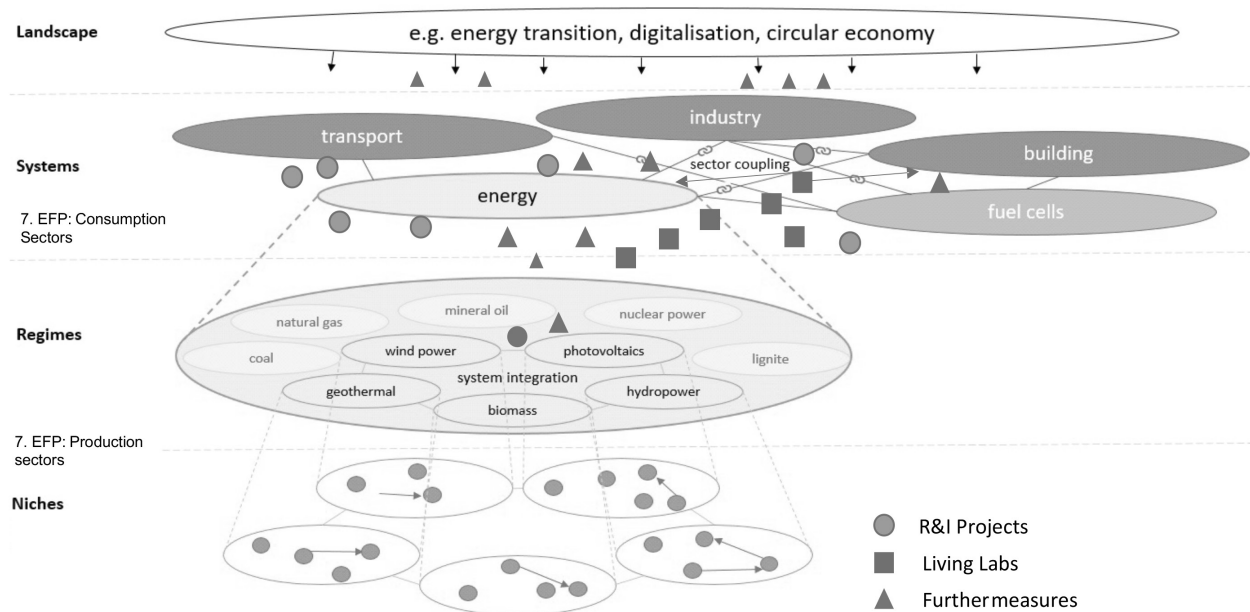 Landscape
e.g. energy transition, digitalisation, circular economy
industry
transport
building
Systems
sector coupling
energy
fuel cells
7. EFP: Consumption
Sectors
Regimes
mineral oil
nuclear power
natural gas
wind power
photovoltaics
coal
lignite
system integration
geothermal
hydropower
biomass
7. EFP: Production
sectors
Niches
R&I Projects
Living Labs
Furthermeasures